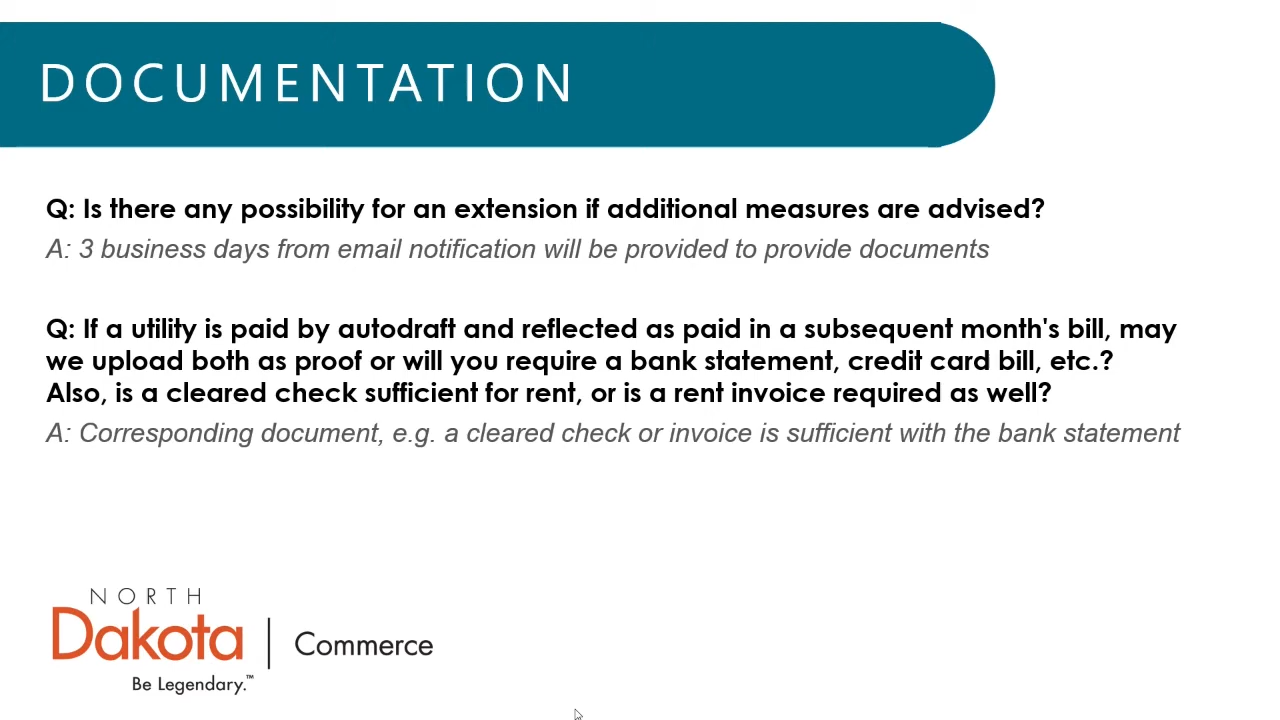 DOCUMENTATION
Q: Is there any possibility for an extension if additional measures are advised?
A: 3 business days from email notification will be provided to provide documents
Q: If a utility is paid by autodraft and reflected as paid in a subsequent month's bill, may
we upload both as proof or will you require a bank statement, credit card bill, etc.?
Also, is a cleared check sufficient for rent, or is a rent invoice required as well?
A: Corresponding document, e.g. a cleared check or invoice is sufficient with the bank statement
NORTH
Dakota | Commerce
Be Legendary.™